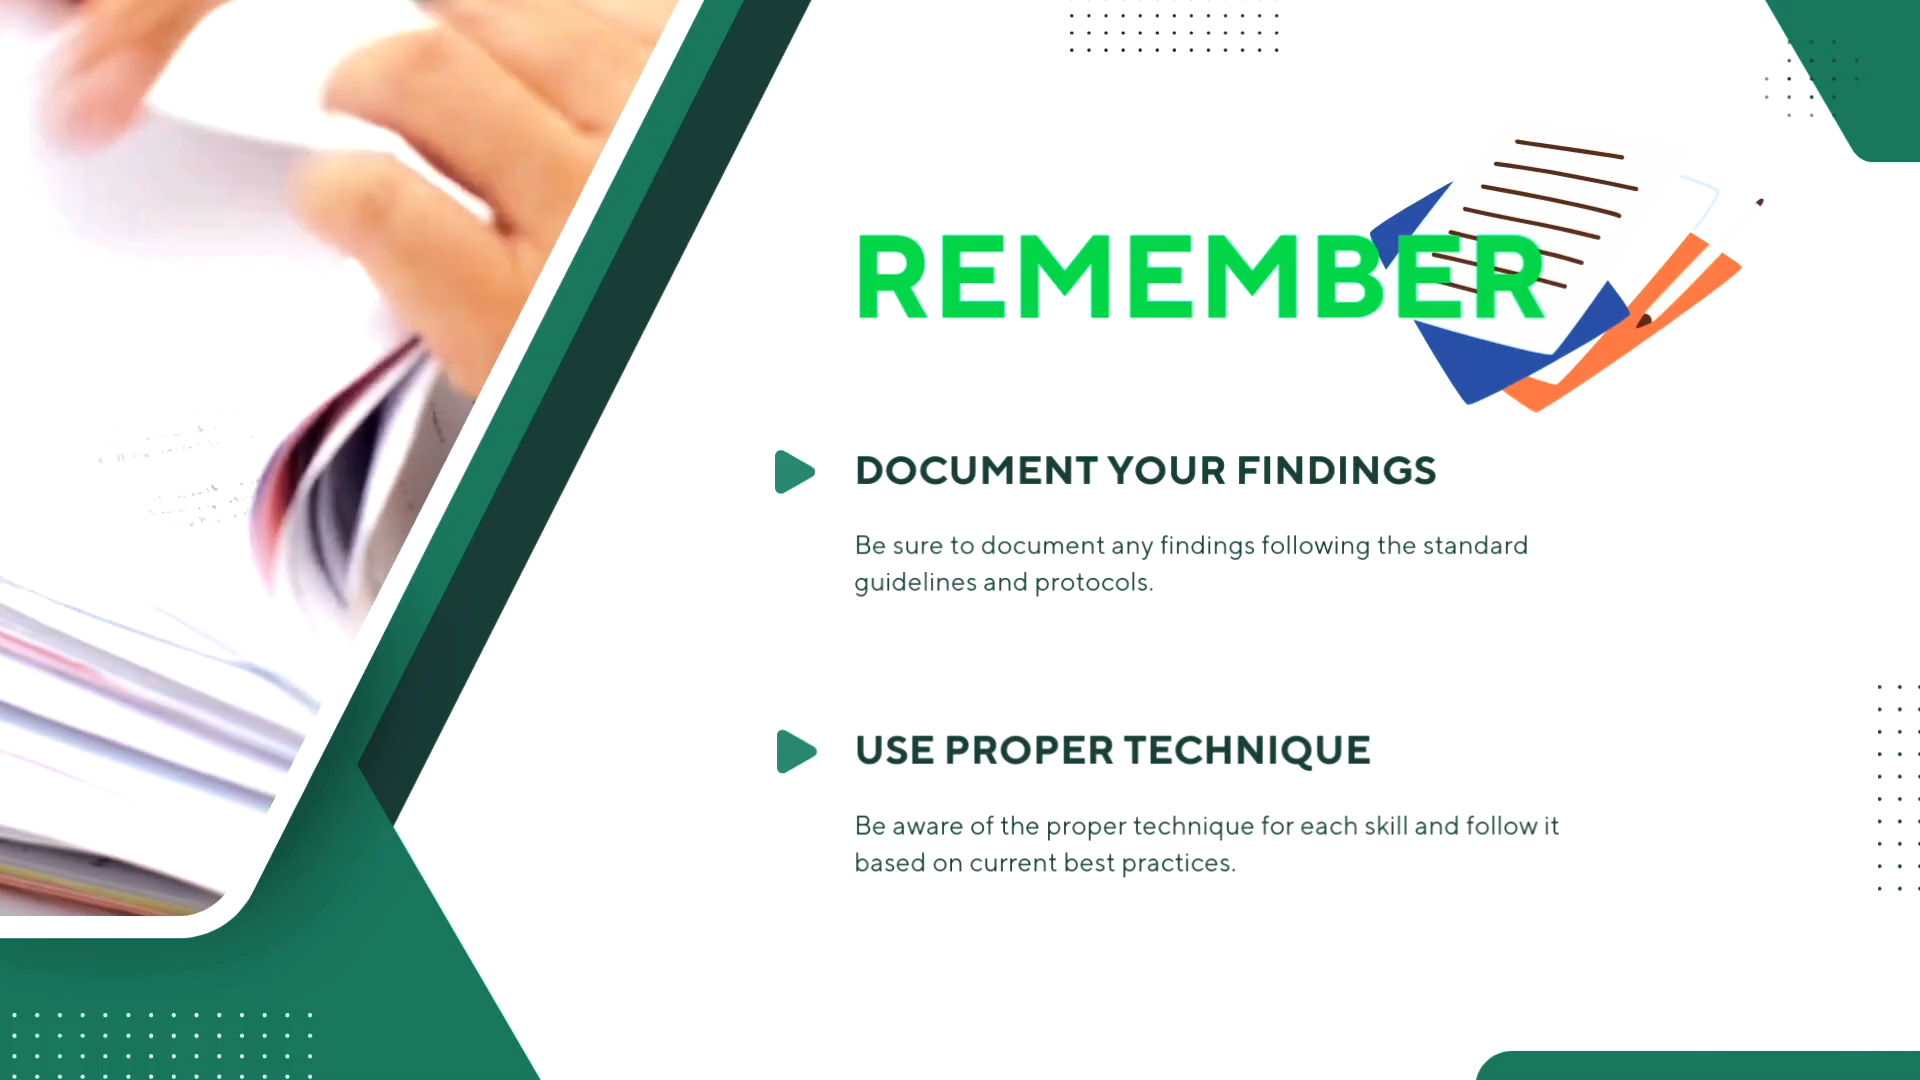 REMEMBER
DOCUMENT YOUR FINDINGS
Be sure to document any findings following the standard
guidelines and protocols.
USE PROPER TECHNIQUE
Be aware of the proper technique for each skill and follow it
based on current best practices.